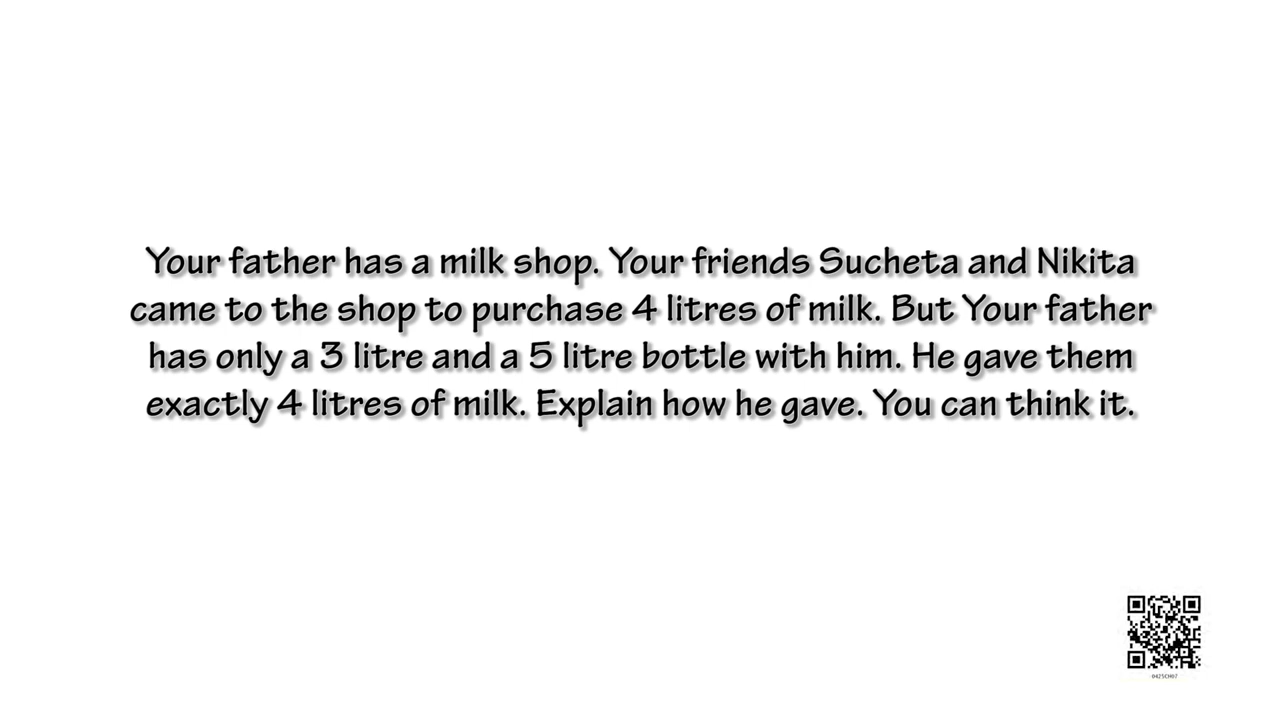 Your father has a milk shop. Your friends Sucheta and Nikita
came to the shop to purchase 4 litres of milk. But Your father
has only a 3 litre and a 5 litre bottle with him. He gave them
exactly 4 litres of milk. Explain how he gave. You can think it.
0425CH07